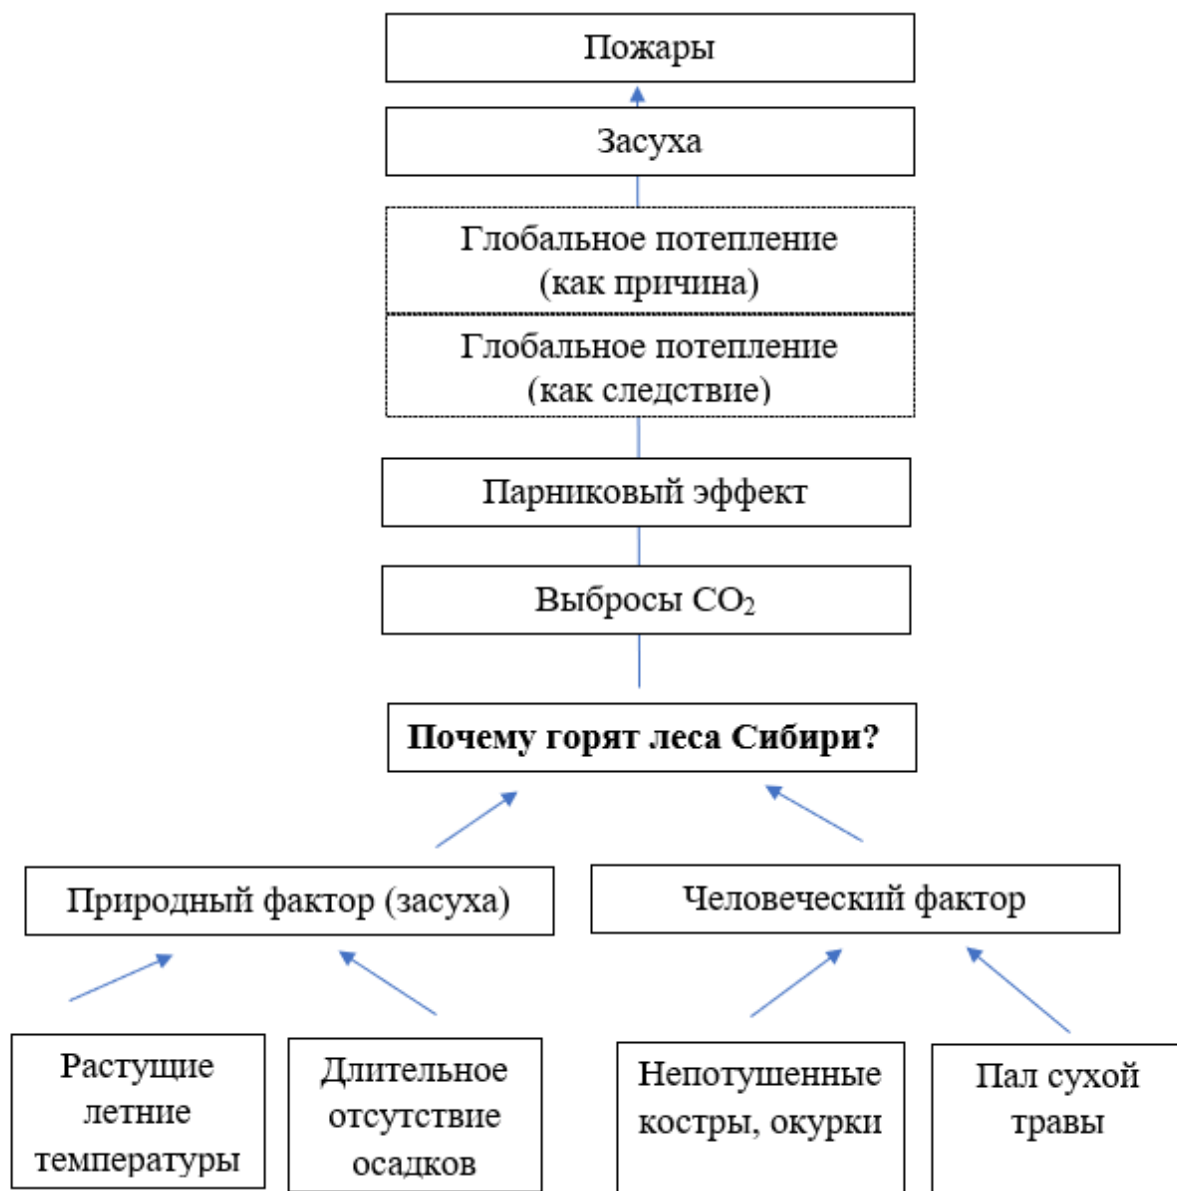 Пожары
Засуха
Глобальное потепление
(как причина)
Глобальное потепление
(как следствие)
Парниковый эффект
Выбросы CO₂
Почему горят леса Сибири?
Природный фактор (засуха)
Человеческий фактор
Растущие
летние
температуры
Длительное
отсутствие
осадков
Непотушенные
костры, окурки
Пал сухой
травы